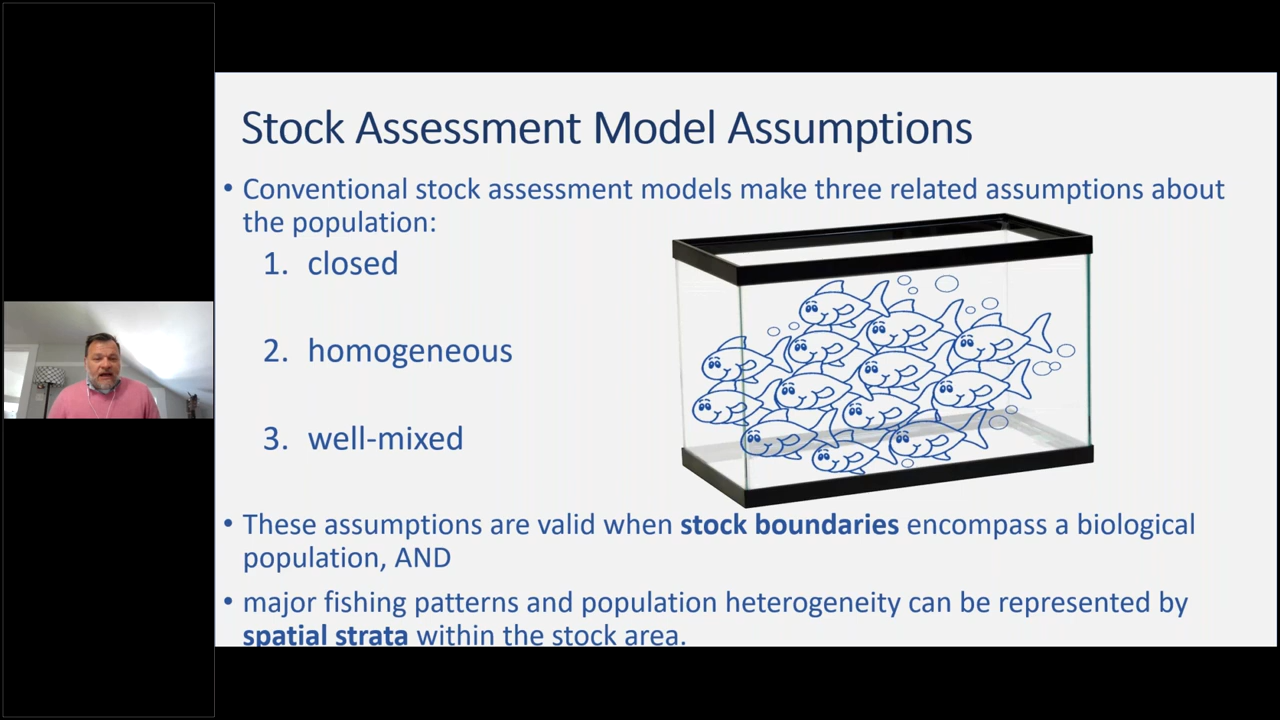 Stock Assessment Model Assumptions
• Conventional stock assessment models make three related assumptions about
the population:
1. closed
2. homogeneous
3. well-mixed
• These assumptions are valid when stock boundaries encompass a biological
population, AND
• major fishing patterns and population heterogeneity can be represented by
spatial strata within the stock area.